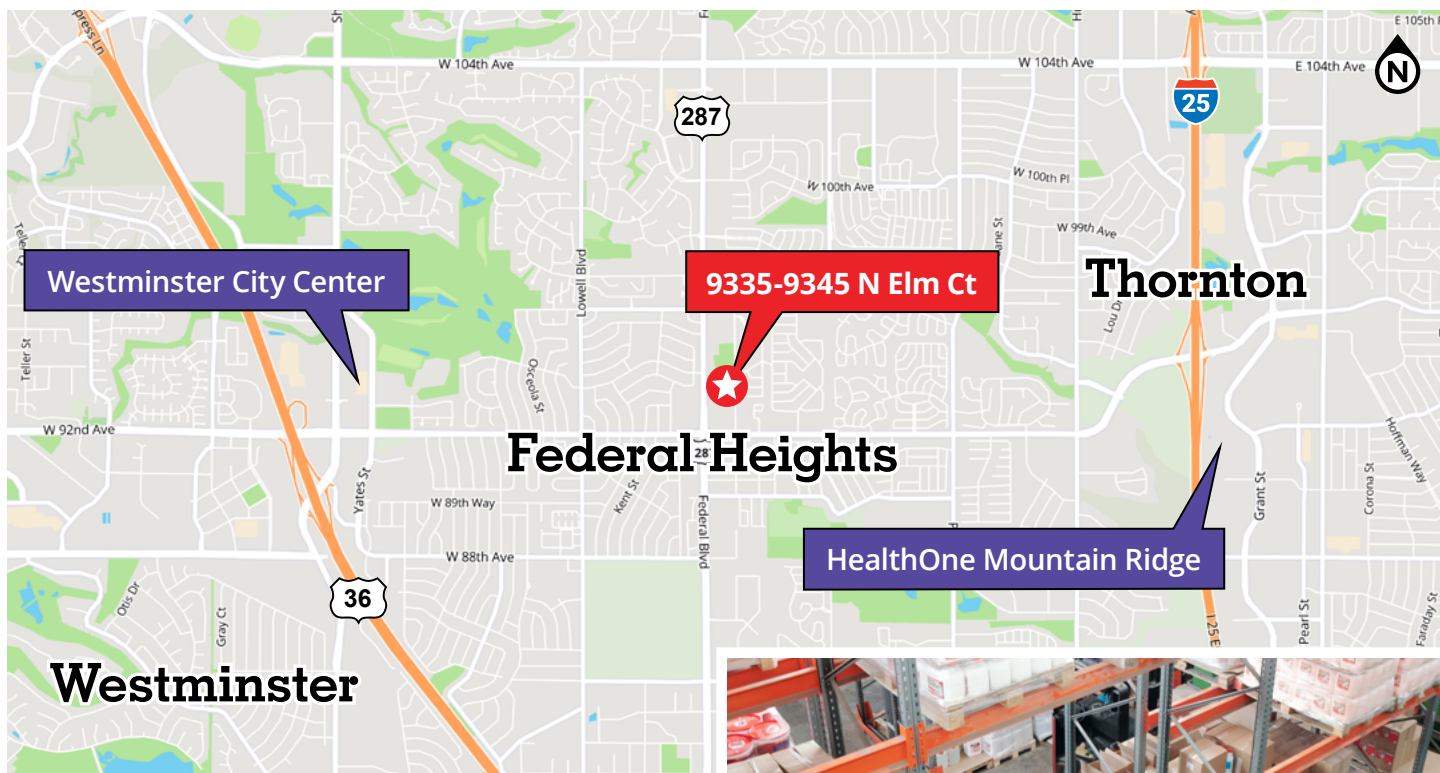 W 104th Ave
W 104th Ave
E 104th Ave
N
287
25
W 100th Ave
W 100th Pl
W 99th Ave
Westminster City Center
9335-9345 N Elm Ct
Thornton
Lowell Blvd
Lou Dr
Teller St
Osceola St
W 92nd Ave
Federal Heights
Hoffman Way
Yates St
W 89th Way
Kent St
Federal Blvd
Grant St
Corona St
W 88th Ave
HealthOne Mountain Ridge
36
Otis Dr
Gray Ct
Pearl St
Faraday St
I 25 E
Westminster